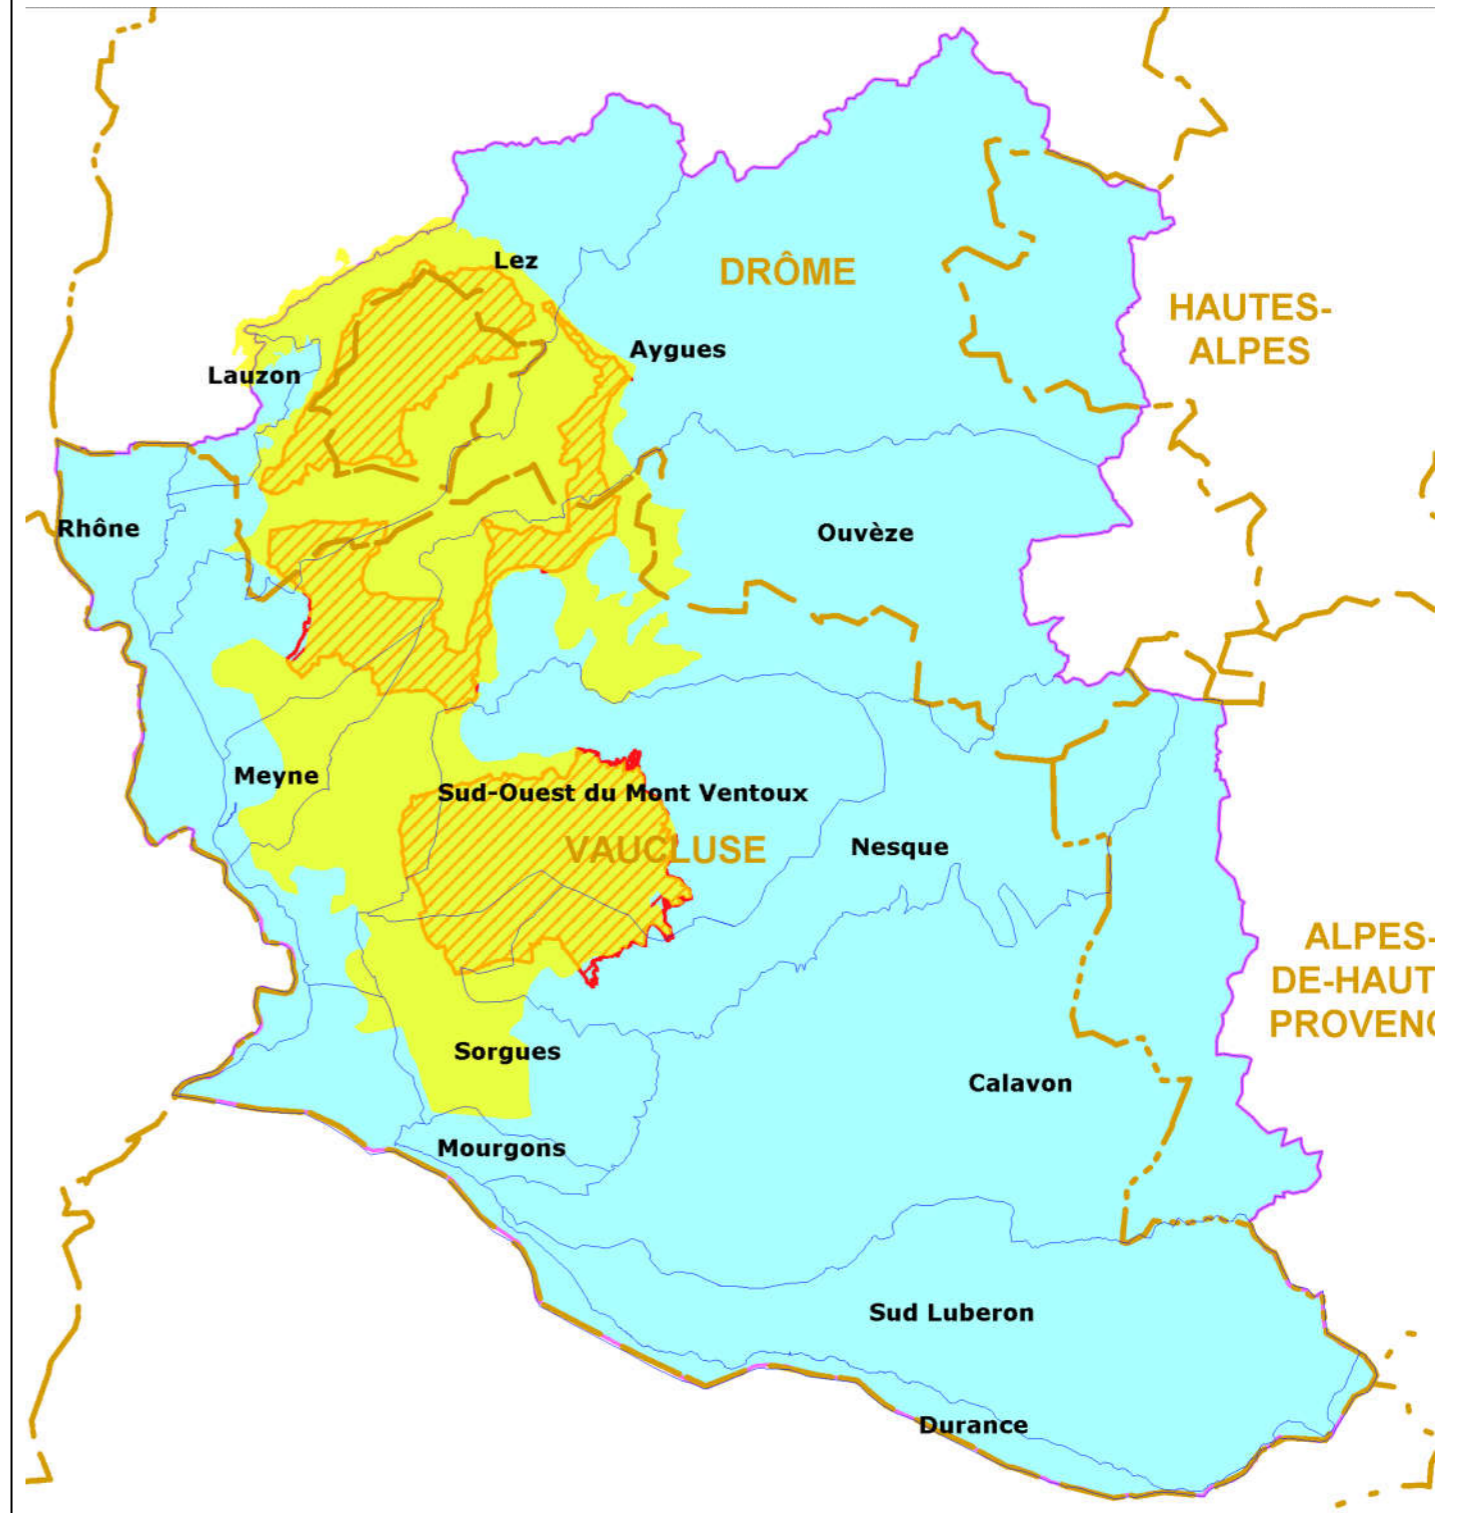 Lez
DRÔME
HAUTES-
ALPES
Aygues
Lauzon
Rhône
Ouvèze
Meyne
Sud-Ouest du Mont Ventoux
VAUCLUSE
Nesque
ALPES-
DE-HAUT
PROVENC
Sorgues
Calavon
Mourgons
Sud Luberon
Durance